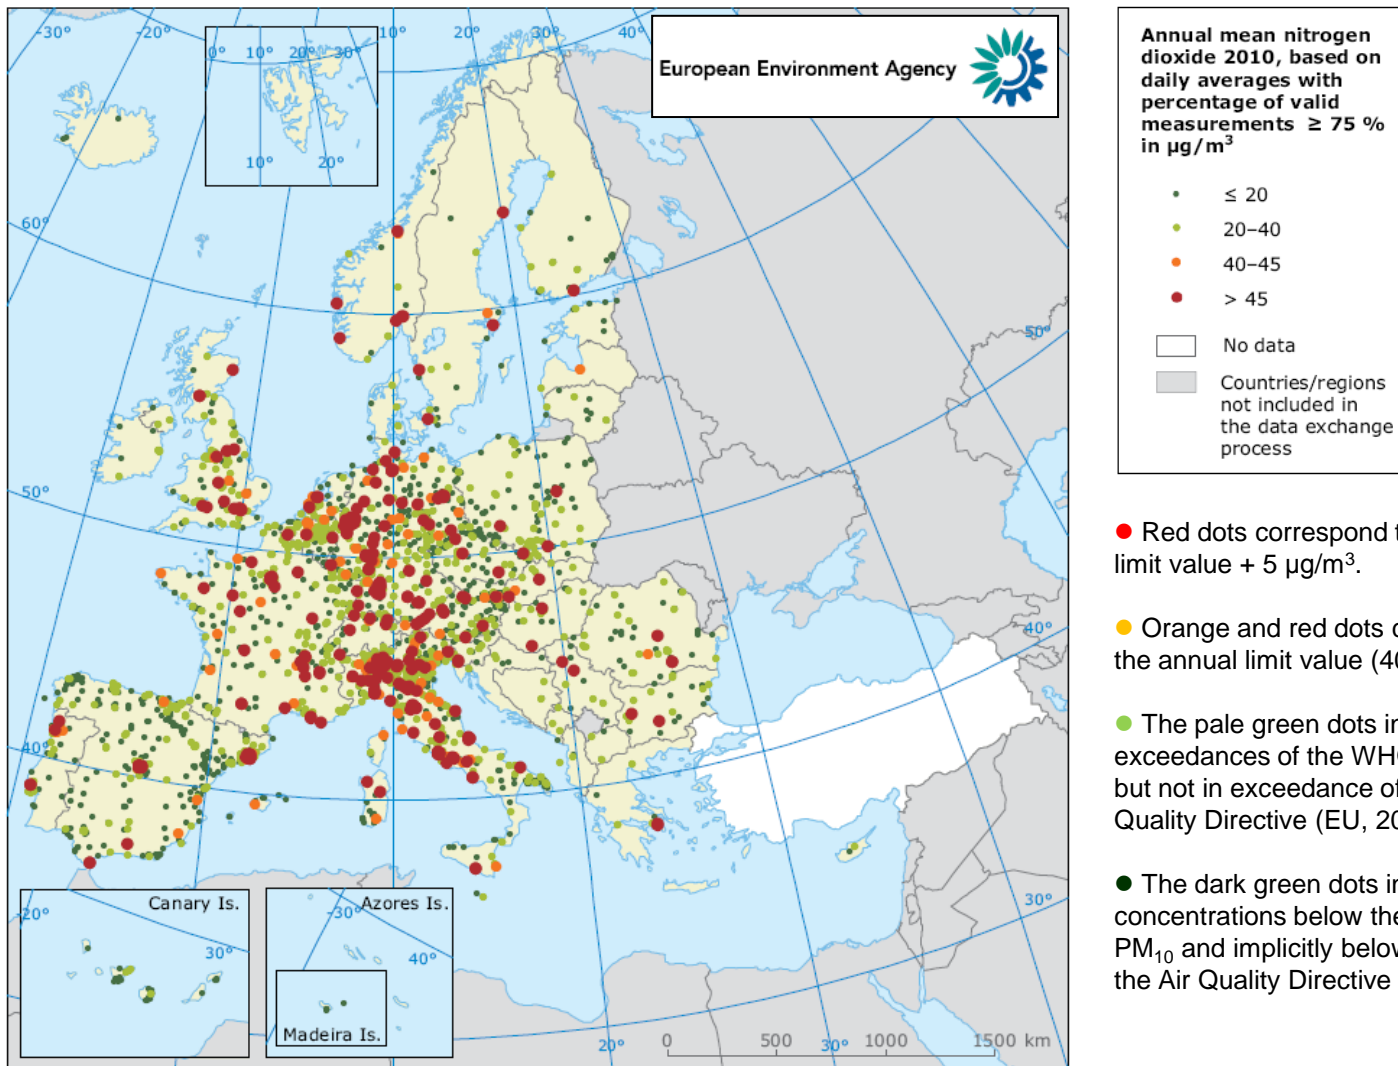 -30°
-20°
0°
10°
20°
30°
10°
20°
30°
40°
European Environment Agency
10°
20°
60°
50°
50°
40°
40°
30°
Canary Is.
-20°
30°
Azores Is.
-30°
40°
Madeira Is.
20°
30°
0
500
1000
1500 km
Annual mean nitrogen
dioxide 2010, based on
daily averages with
percentage of valid
measurements ≥ 75 %
in µg/m³
≤ 20
20–40
40–45
> 45
No data
Countries/regions
not included in
the data exchange
process
● Red dots correspond
limit value + 5 µg/m³.
● Orange and red dots
the annual limit value (40
● The pale green dots
exceedances of the
but not in exceedance of
Quality Directive (EU,
● The dark green dots
concentrations below the
PM₁₀ and implicitly below
the Air Quality Directive